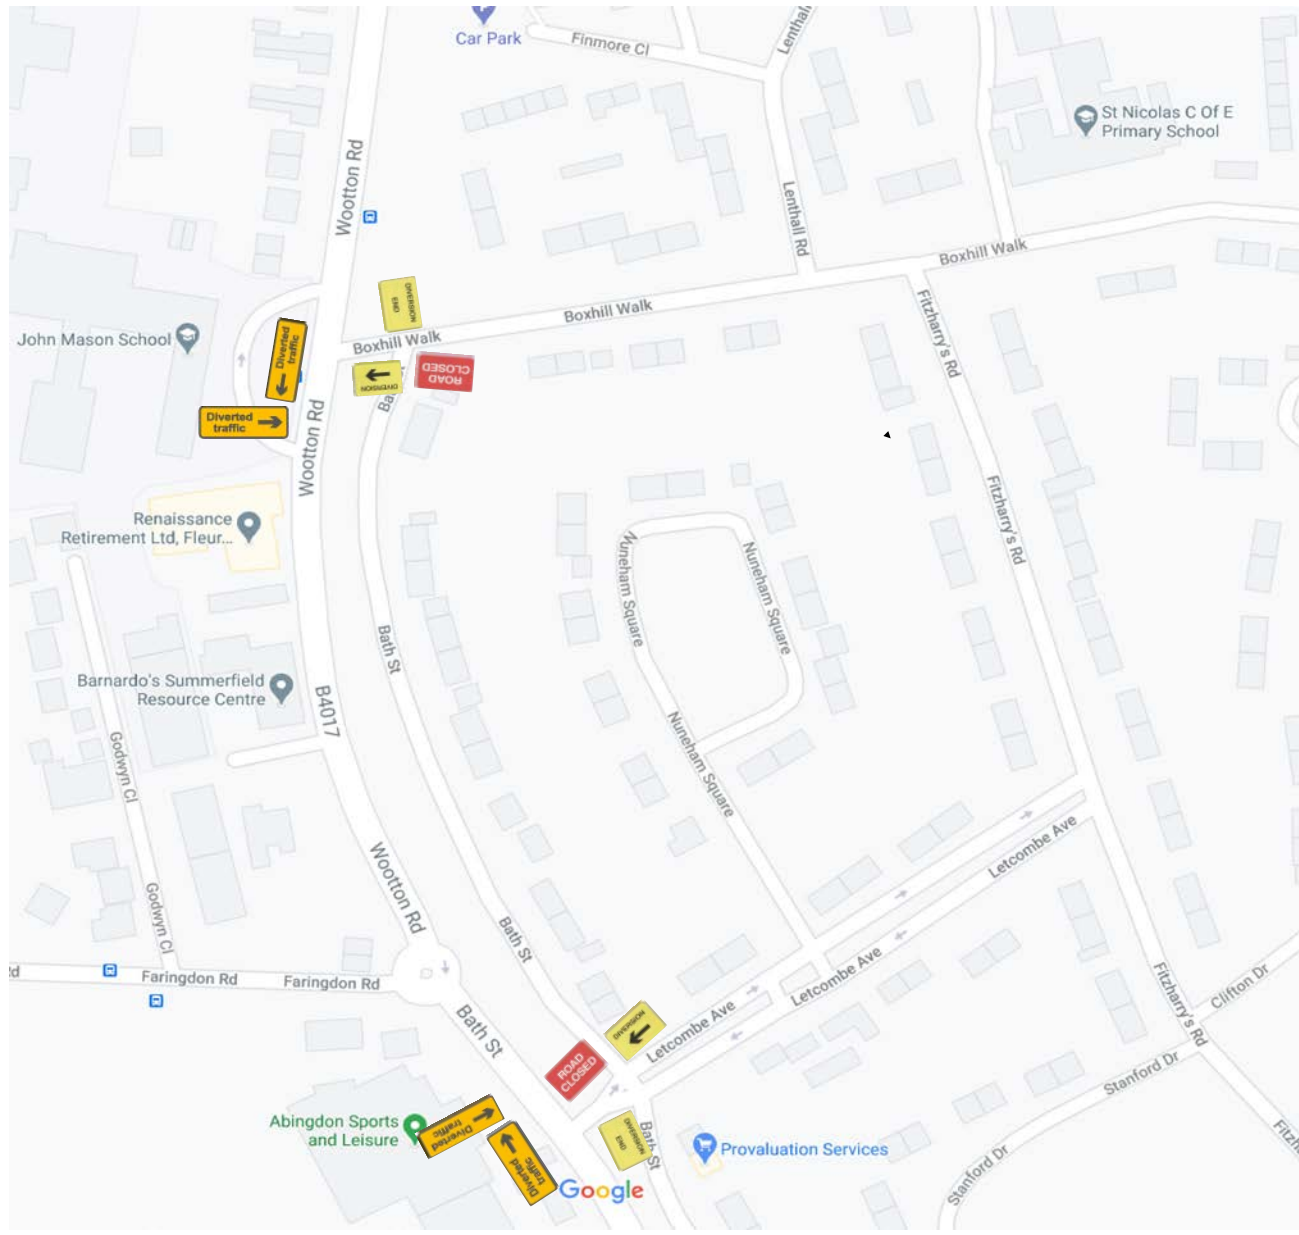 Car Park
Finmore Cl
Lenthall
St Nicolas C Of E
Primary School
Wootton Rd
Lenthall Rd
Boxhill Walk
DIVERSION
END
Boxhill Walk
Fitzharry's Rd
John Mason School
Diverted
traffic
Boxhill Walk
ROAD
CLOSED
DIVERSION
Ba
Diverted
traffic
Wootton Rd
Fitzharry's Rd
Renaissance
Retirement Ltd, Fleur...
Nuneham Square
Nuneham Square
Bath St
Barnardo's Summerfield
Resource Centre
B4017
Nuneham Square
Godwyn Cl
Letcombe Ave
Wootton Rd
Godwyn Cl
Bath St
Letcombe Ave
Rd
Faringdon Rd
Faringdon Rd
Fitzharry's Rd
Clifton Dr
Bath St
DIVERSION
Letcombe Ave
ROAD
CLOSED
Stanford Dr
Abingdon Sports
and Leisure
Diverted
traffic
Diverted
traffic
DIVERSION
END
Bath St
Provaluation Services
Fitzh
Stanford Dr
Google